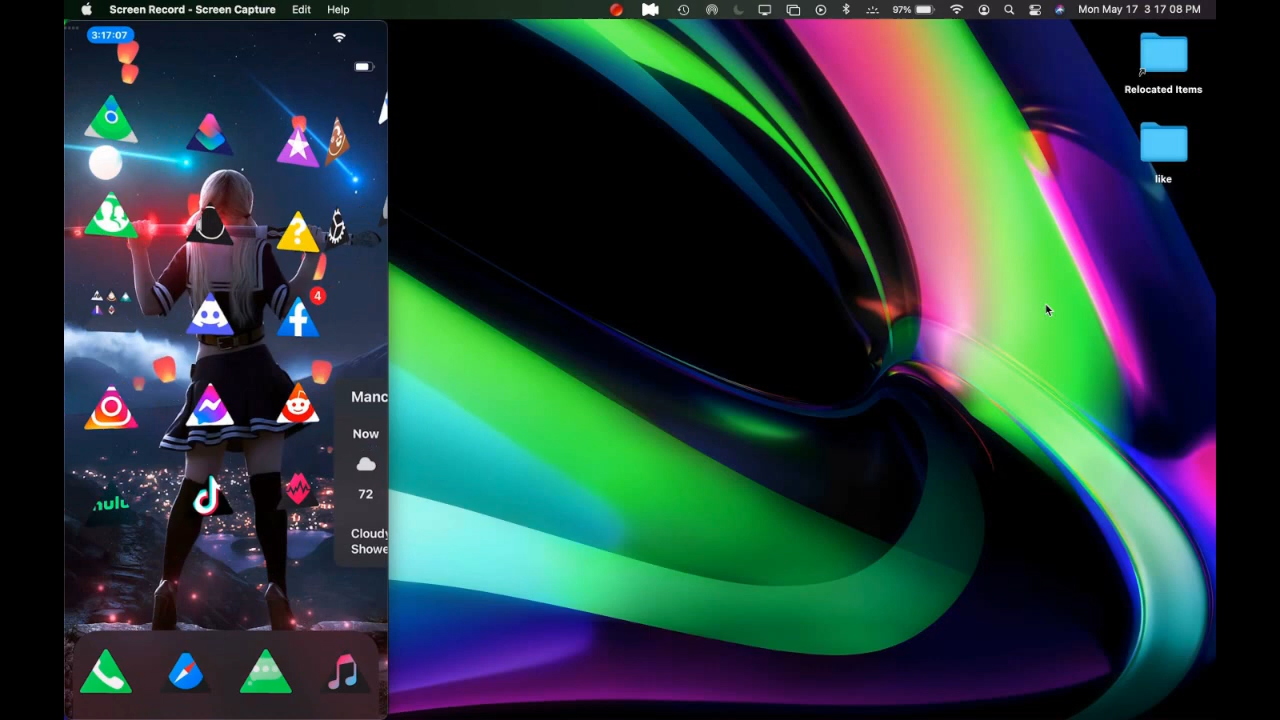 Screen Record - Screen Capture Edit Help
97% Mon May 17 3 17 08 PM
3:17:07
Relocated Items
like
?
4
Manc
Now
72
Cloudy
Showe
hulu